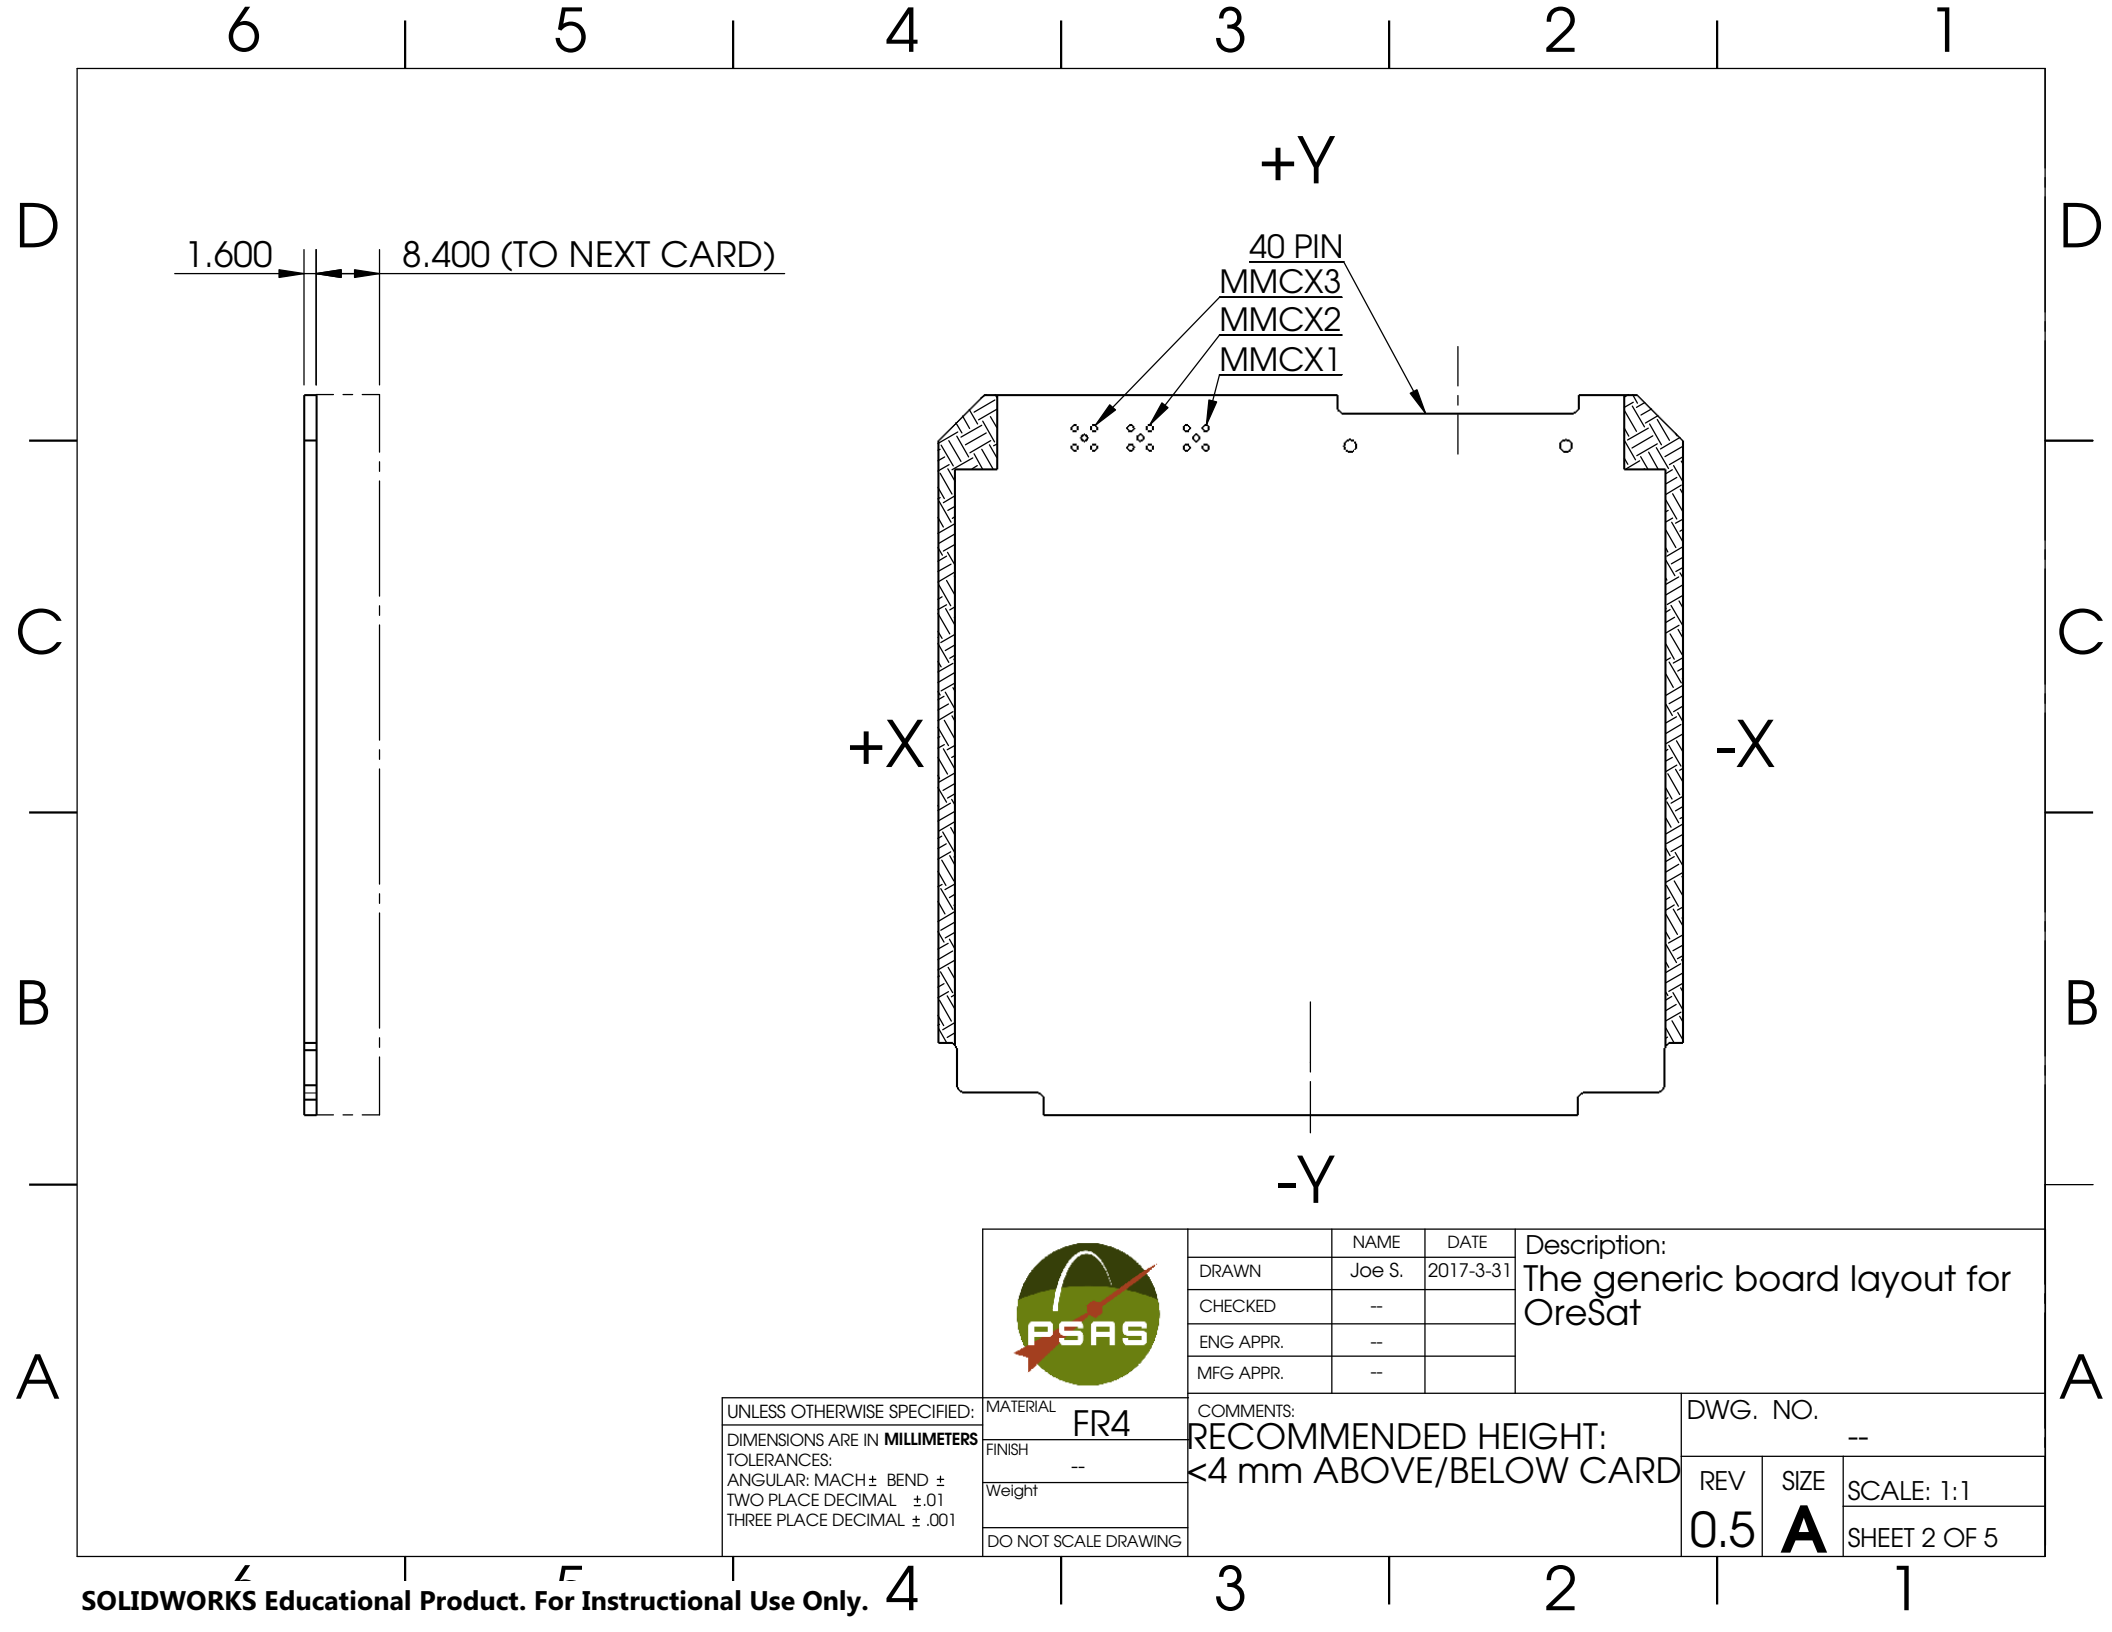 6 5 4 3 2 1
+Y
D D
40 PIN
1.600 8.400 (TO NEXT CARD)
MMCX3
MMCX2
MMCX1
C C
+X -X
B B
-Y
NAME DATE
DRAWN Joe S. 2017-3-31
CHECKED --
ENG APPR. --
MFG APPR. --
Description:
The generic board layout for
OreSat
PSAS
A A
UNLESS OTHERWISE SPECIFIED:
DIMENSIONS ARE IN MILLIMETERS
TOLERANCES:
ANGULAR: MACH ± BEND ±
TWO PLACE DECIMAL ±.01
THREE PLACE DECIMAL ± .001
MATERIAL FR4
FINISH
--
Weight
DO NOT SCALE DRAWING
COMMENTS:
RECOMMENDED HEIGHT:
<4 mm ABOVE/BELOW CARD
DWG. NO.
--
REV
0.5
SIZE
A
SCALE: 1:1
SHEET 2 OF 5
6 5 4 3 2 1
SOLIDWORKS Educational Product. For Instructional Use Only.